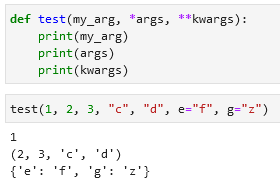 def test(my_arg, *args, **kwargs):
    print(my_arg)
    print(args)
    print(kwargs)
test(1, 2, 3, "c", "d", e="f", g="z")
1
(2, 3, 'c', 'd')
{'e': 'f', 'g': 'z'}